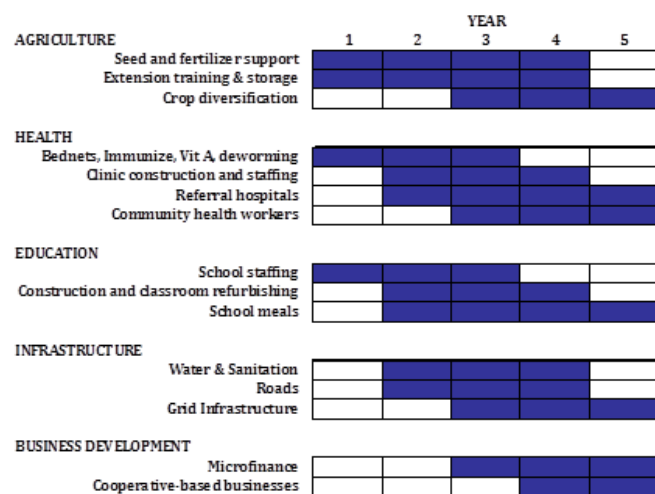 YEAR
AGRICULTURE 1 2 3 4 5
Seed and fertilizer support
Extension training & storage
Crop diversification
HEALTH
Bednets, Immunize, Vit A, deworming
Clinic construction and staffing
Referral hospitals
Community health workers
EDUCATION
School staffing
Construction and classroom refurbishing
School meals
INFRASTRUCTURE
Water & Sanitation
Roads
Grid Infrastructure
BUSINESS DEVELOPMENT
Microfinance
Cooperative-based businesses